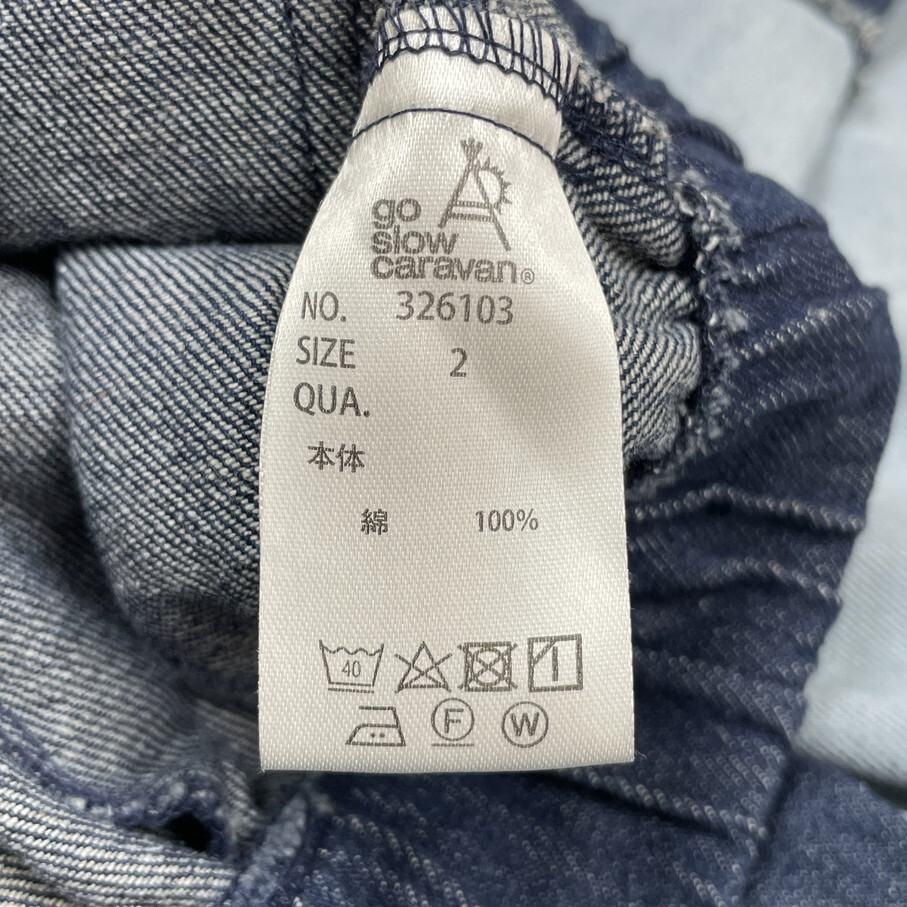 go
slow
caravan®
NO. 326103
SIZE 2
QUA.
本体
綿 100%
40
F W